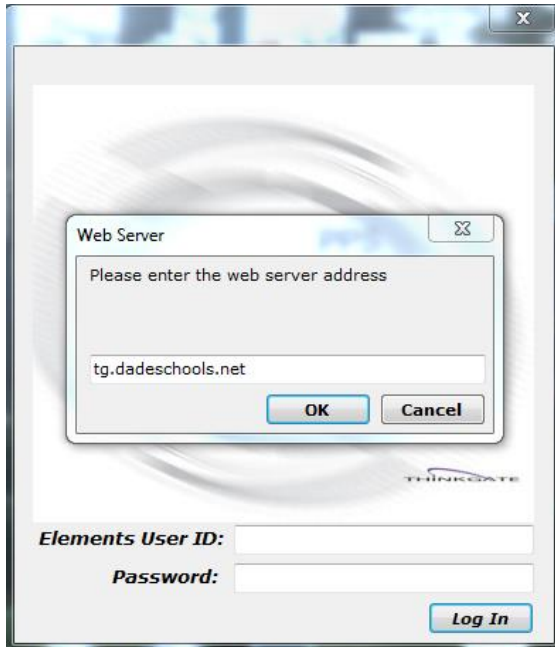 Web Server
Please enter the web server address
tg.dadeschools.net
OK
Cancel
THINKGATE
Elements User ID:
Password:
Log In